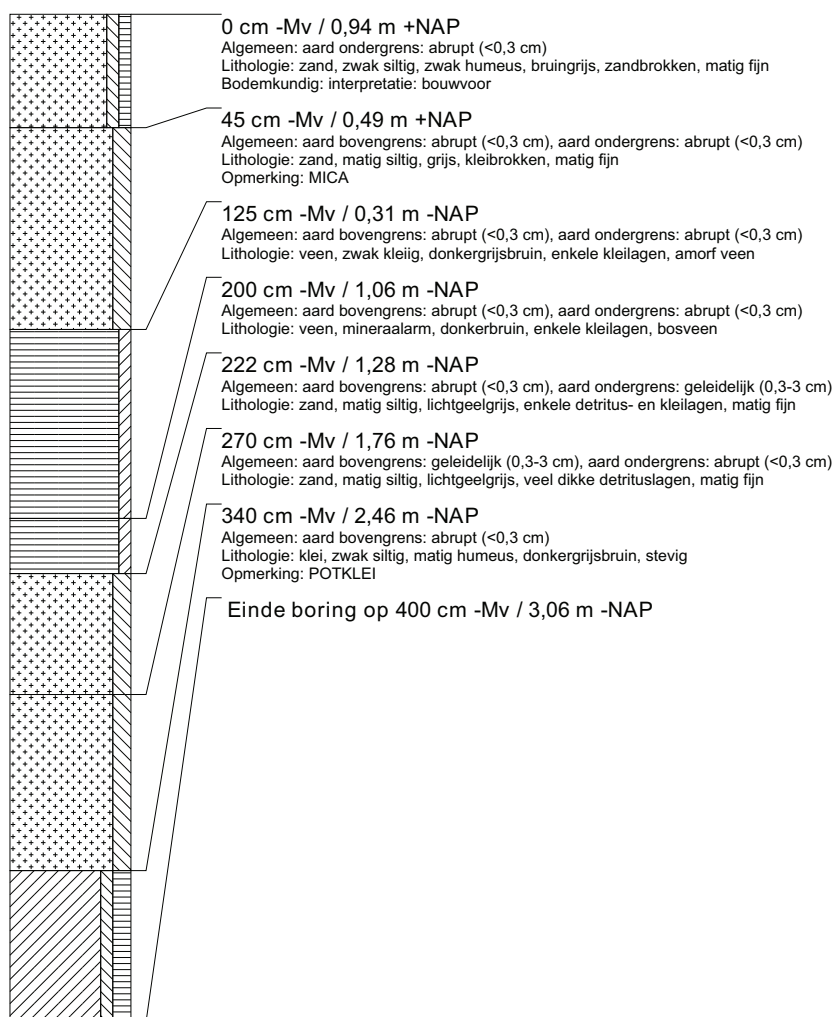 0 cm -Mv / 0,94 m +NAP
Algemeen: aard ondergrens: abrupt (<0,3 cm)
Lithologie: zand, zwak siltig, zwak humeus, bruingrijs, zandbrokken, matig fijn
Bodemkundig: interpretatie: bouwvoor
45 cm -Mv / 0,49 m +NAP
Algemeen: aard bovengrens: abrupt (<0,3 cm), aard ondergrens: abrupt (<0,3 cm)
Lithologie: zand, matig siltig, grijs, kleibrokken, matig fijn
Opmerking: MICA
125 cm -Mv / 0,31 m -NAP
Algemeen: aard bovengrens: abrupt (<0,3 cm), aard ondergrens: abrupt (<0,3 cm)
Lithologie: veen, zwak kleiig, donkergrijsbruin, enkele kleilagen, amorf veen
200 cm -Mv / 1,06 m -NAP
Algemeen: aard bovengrens: abrupt (<0,3 cm), aard ondergrens: abrupt (<0,3 cm)
Lithologie: veen, mineraalarm, donkerbruin, enkele kleilagen, bosveen
222 cm -Mv / 1,28 m -NAP
Algemeen: aard bovengrens: abrupt (<0,3 cm), aard ondergrens: geleidelijk (0,3-3 cm)
Lithologie: zand, matig siltig, lichtgeelgrijs, enkele detritus- en kleilagen, matig fijn
270 cm -Mv / 1,76 m -NAP
Algemeen: aard bovengrens: geleidelijk (0,3-3 cm), aard ondergrens: abrupt (<0,3 cm)
Lithologie: zand, matig siltig, lichtgeelgrijs, veel dikke detrituslagen, matig fijn
340 cm -Mv / 2,46 m -NAP
Algemeen: aard bovengrens: abrupt (<0,3 cm)
Lithologie: klei, zwak siltig, matig humeus, donkergrijsbruin, stevig
Opmerking: POTKLEI
Einde boring op 400 cm -Mv / 3,06 m -NAP